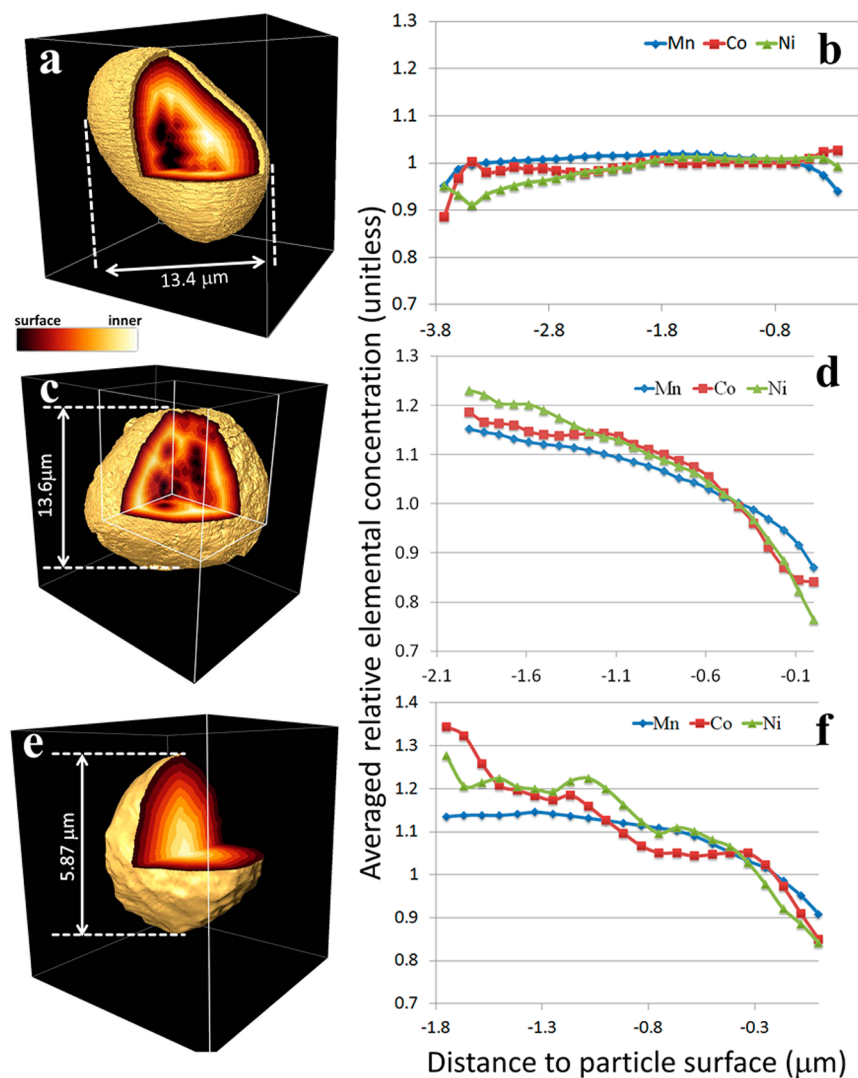 a
13.4 μm
surface inner
b
Mn Co Ni
1.3
1.2
1.1
1
0.9
0.8
0.7
-3.8 -2.8 -1.8 -0.8
c
13.6μm
d
Mn Co Ni
1.3
1.2
1.1
1.0
0.9
0.8
0.7
-2.1 -1.6 -1.1 -0.6 -0.1
e
5.87 μm
f
Mn Co Ni
1.4
1.3
1.2
1.1
1
0.9
0.8
0.7
-1.8 -1.3 -0.8 -0.3
Averaged relative elemental concentration (unitless)
Distance to particle surface (μm)